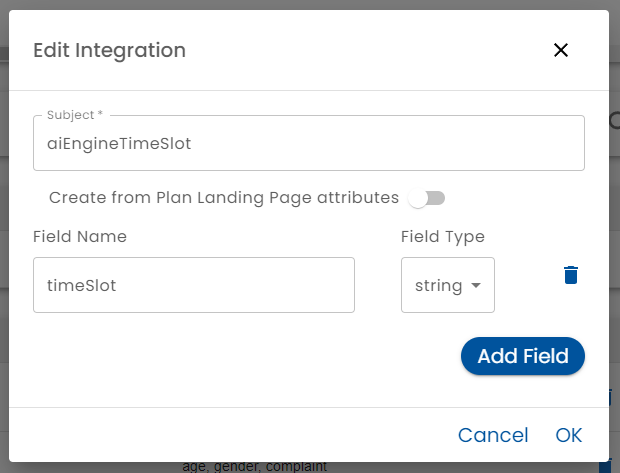 Edit Integration
Subject *
aiEngineTimeSlot
Create from Plan Landing Page attributes
Field Name
Field Type
timeSlot
string
Add Field
Cancel
OK
age, gender, complaint